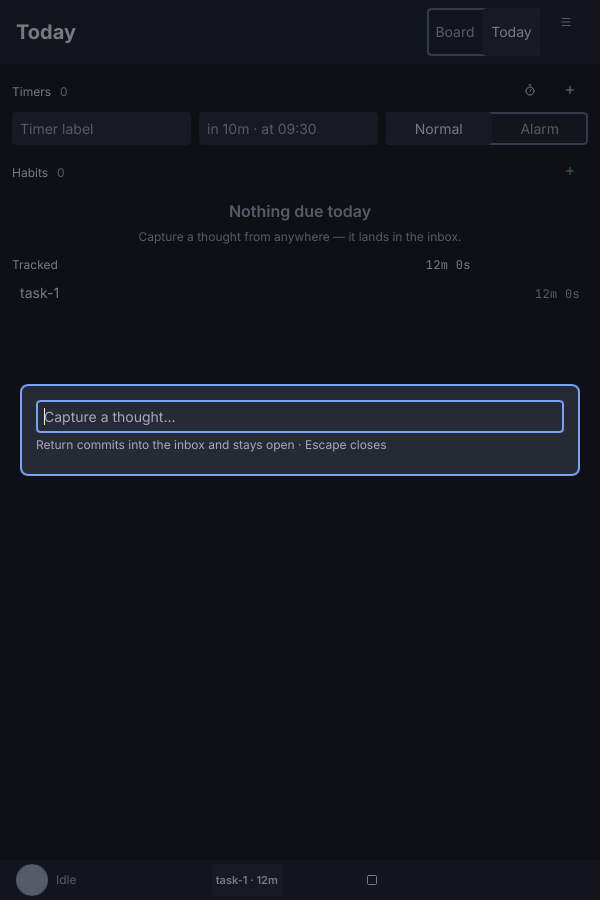 Today
Board Today
Timers 0
Timer label
in 10m · at 09:30
Normal
Alarm
Habits 0
Nothing due today
Capture a thought from anywhere — it lands in the inbox.
Tracked 12m 0s
task-1 12m 0s
Capture a thought...
Return commits into the inbox and stays open · Escape closes
Idle
task-1 · 12m